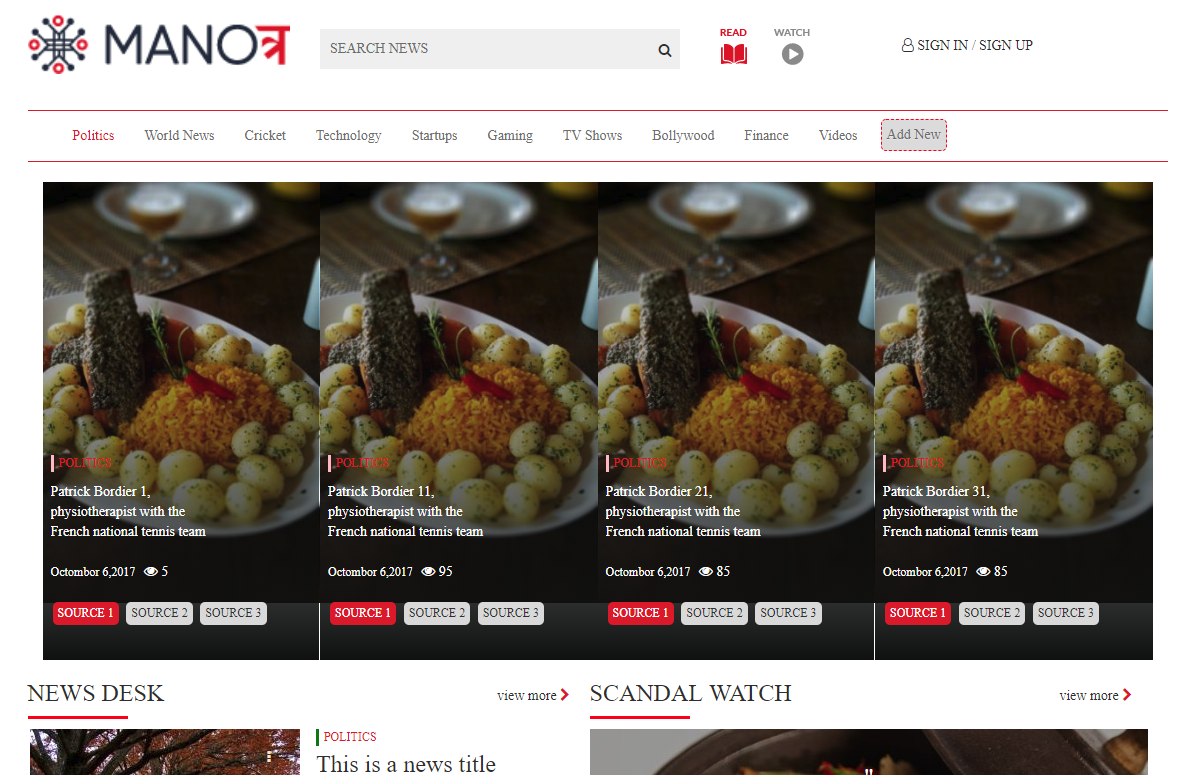 MANOत्र
SEARCH NEWS
READ
WATCH
SIGN IN / SIGN UP
Politics World News Cricket Technology Startups Gaming TV Shows Bollywood Finance Videos Add New
POLITICS
Patrick Bordier 1,
physiotherapist with the
French national tennis team
Octombor 6,2017 5
SOURCE 1 SOURCE 2 SOURCE 3
POLITICS
Patrick Bordier 11,
physiotherapist with the
French national tennis team
Octombor 6,2017 95
SOURCE 1 SOURCE 2 SOURCE 3
POLITICS
Patrick Bordier 21,
physiotherapist with the
French national tennis team
Octombor 6,2017 85
SOURCE 1 SOURCE 2 SOURCE 3
POLITICS
Patrick Bordier 31,
physiotherapist with the
French national tennis team
Octombor 6,2017 85
SOURCE 1 SOURCE 2 SOURCE 3
NEWS DESK
view more
POLITICS
This is a news title
SCANDAL WATCH
view more
"